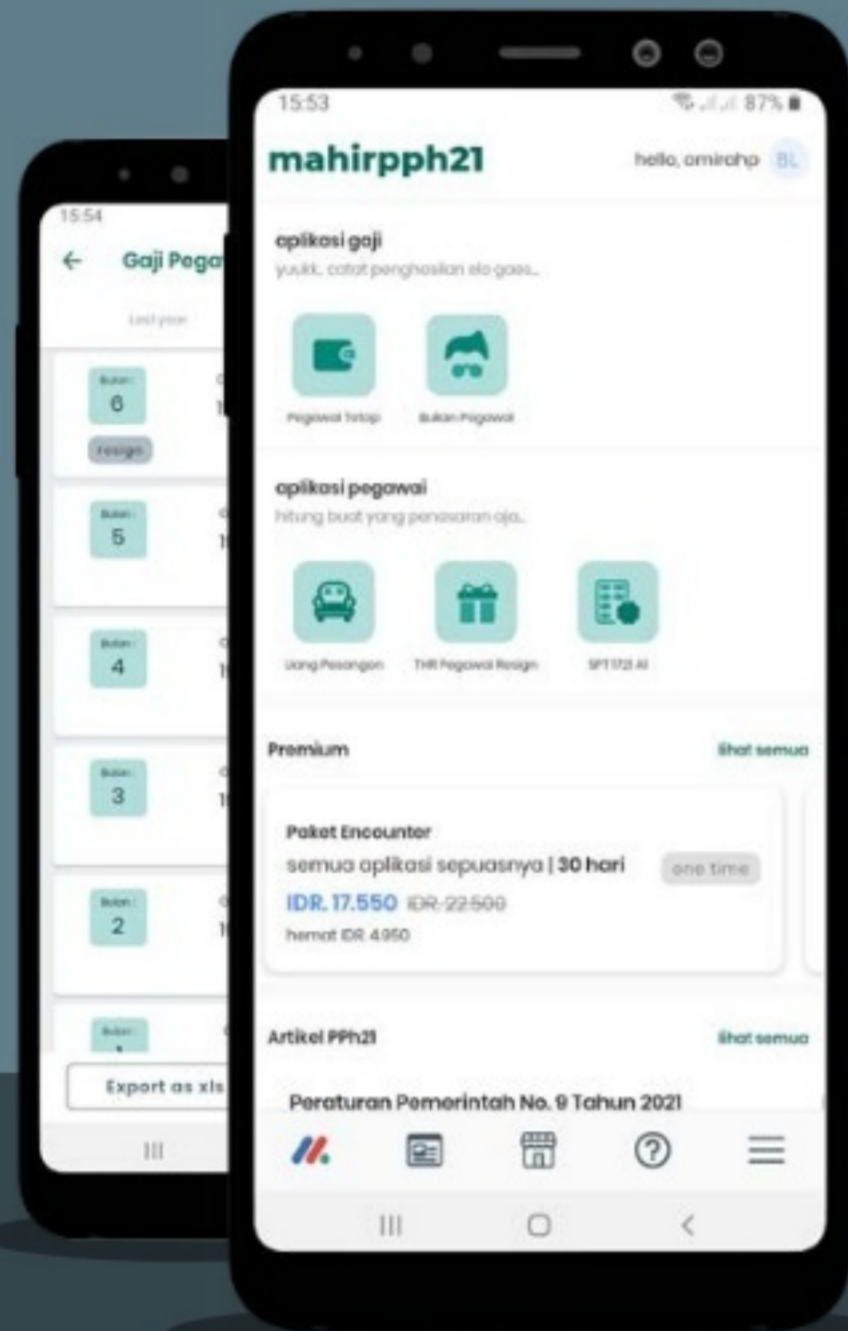 15:53
87%
mahirpph21
hello, amirahp
BL
aplikasi gaji
yuukk.. catat penghasilan elo gaes..
Pegawai Tetap
Bukan Pegawai
aplikasi pegawai
hitung buat yang penasaran aja..
Uang Pesangon
THR Pegawai Resign
SPT 1721 A1
Premium
lihat semua
Paket Encounter
semua aplikasi sepuasnya | 30 hari
one time
IDR. 17.550 IDR. 22.500
hemat IDR 4.950
Artikel PPh21
lihat semua
Peraturan Pemerintah No. 9 Tahun 2021
15:54
Gaji
Last year
Bulan :
6
resign
Bulan :
5
Bulan :
4
Bulan :
3
Bulan :
2
Bulan :
Export as xls